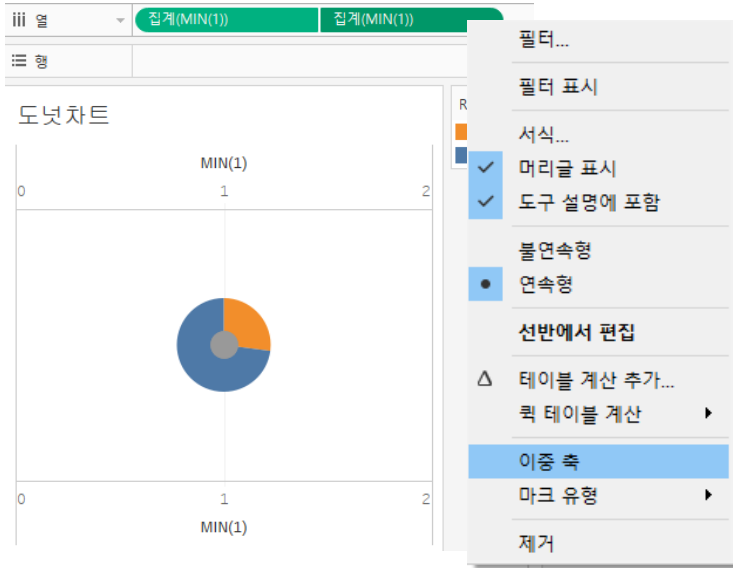 열 집계(MIN(1)) 집계(MIN(1))
행
도넛차트
MIN(1)
0 1 2
0 1 2
MIN(1)
R
필터...
필터 표시
서식...
머리글 표시
도구 설명에 포함
불연속형
연속형
선반에서 편집
테이블 계산 추가...
퀵 테이블 계산
이중 축
마크 유형
제거